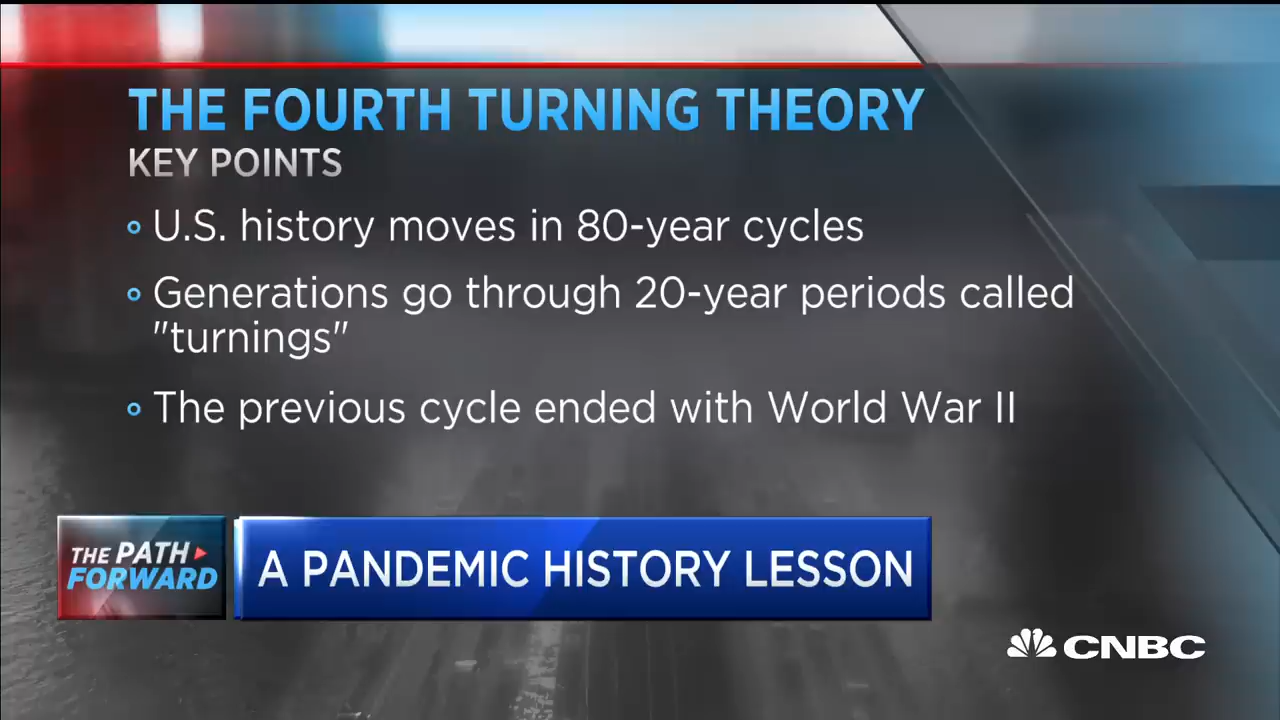 THE FOURTH TURNING THEORY
KEY POINTS
U.S. history moves in 80-year cycles
Generations go through 20-year periods called
"turnings"
The previous cycle ended with World War II
THE PATH
FORWARD
A PANDEMIC HISTORY LESSON
CNBC